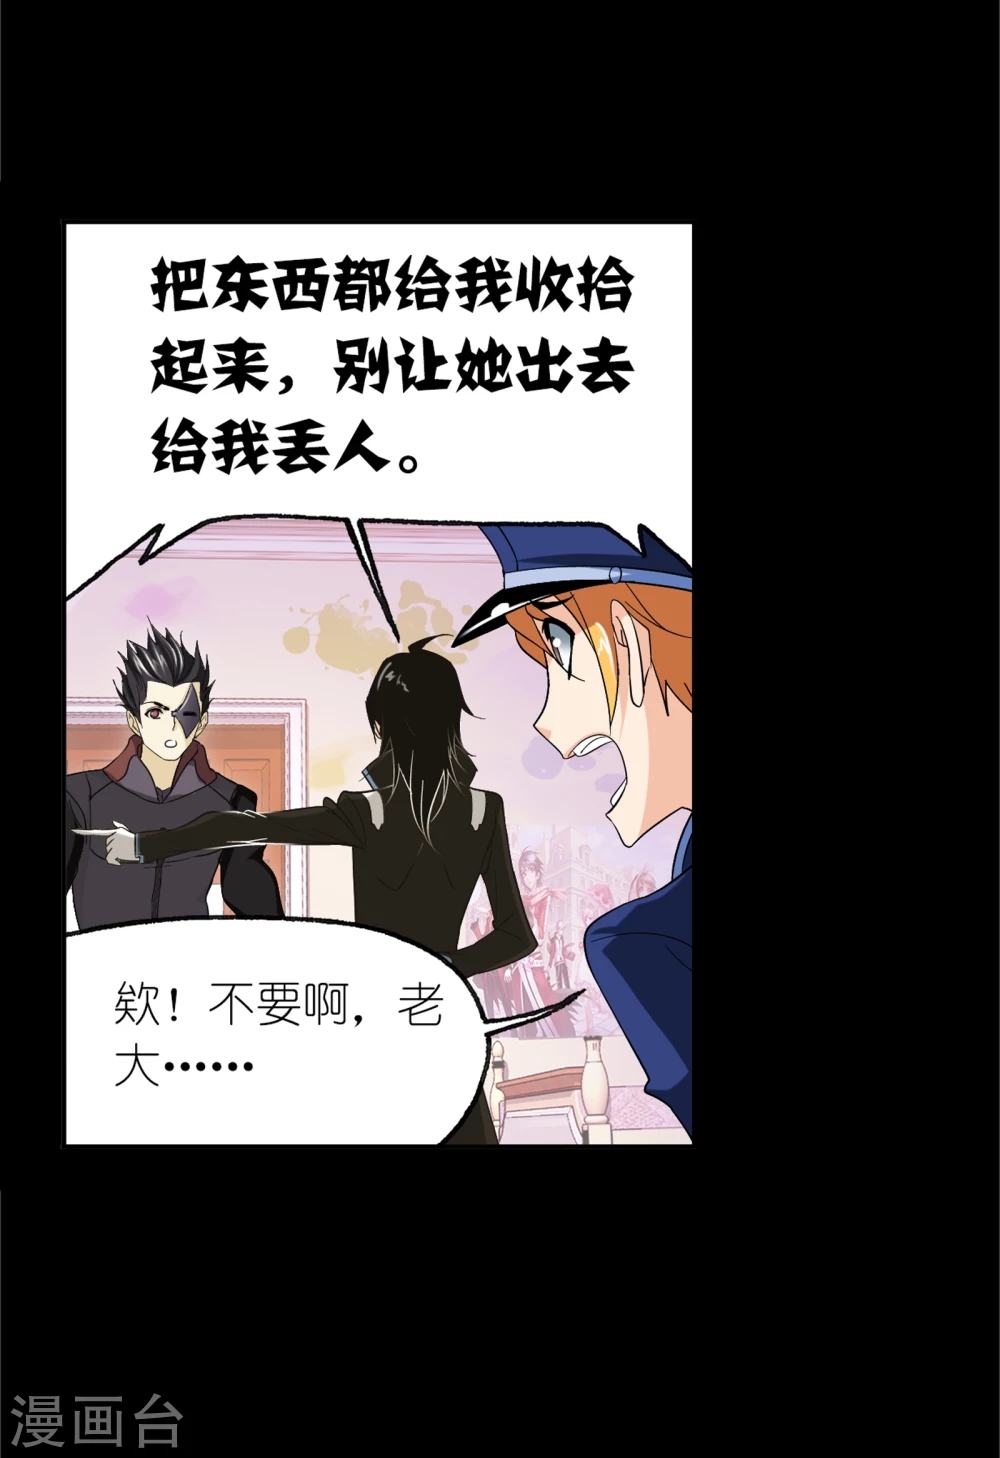 把东西都给我收拾
起来，别让她出去
给我丢人。
欸！不要啊，老
大……
漫画台